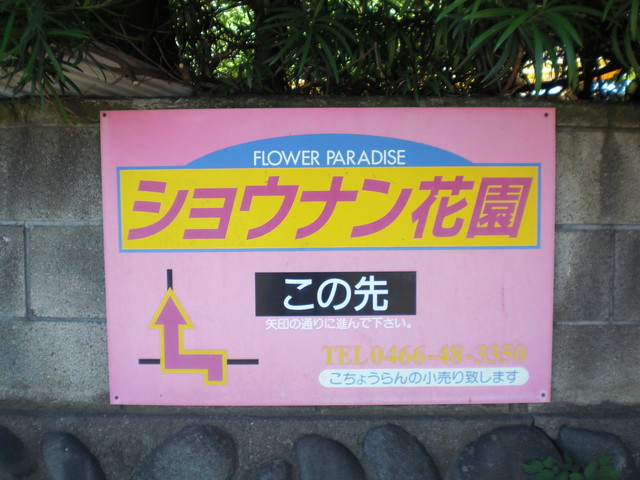 FLOWER PARADISE
ショウナン花園
この先
矢印の通りに進んで下さい。
TEL0466-48-3350
こちょうらんの小売り致します